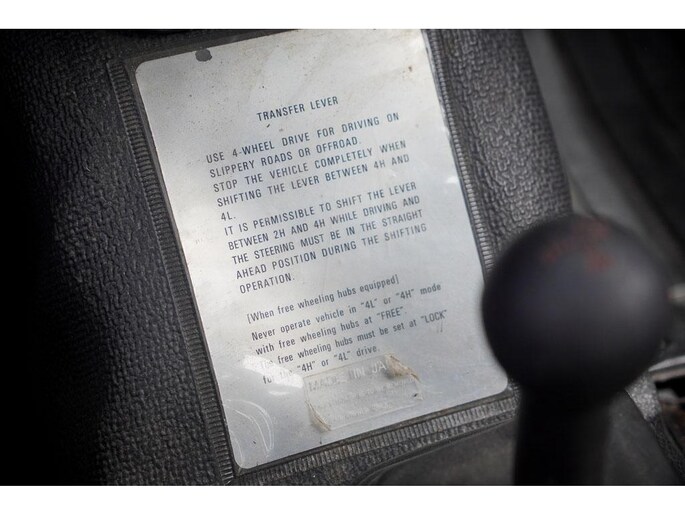 TRANSFER LEVER
USE 4-WHEEL DRIVE FOR DRIVING ON
SLIPPERY ROADS OR OFFROAD.
STOP THE VEHICLE COMPLETELY WHEN
SHIFTING THE LEVER BETWEEN 4H AND
4L.
IT IS PERMISSIBLE TO SHIFT THE LEVER
BETWEEN 2H AND 4H WHILE DRIVING AND
THE STEERING MUST BE IN THE STRAIGHT
AHEAD POSITION DURING THE SHIFTING
OPERATION.
[When free wheeling hubs equipped]
Never operate vehicle in "4L" or "4H" mode
with free wheeling hubs at "FREE".
free wheeling hubs must be set at "LOCK"
for the "4H" or "4L" drive.